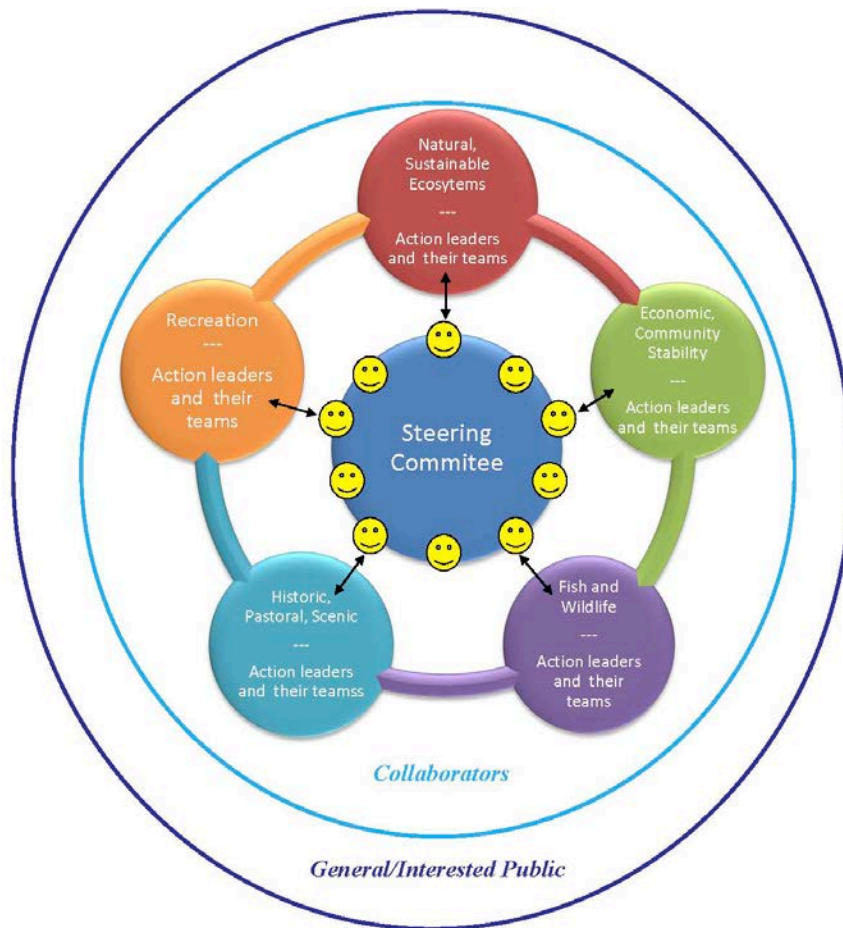 Natural,
Sustainable
Ecosytems
---
Action leaders
and their teams
Recreation
---
Action leaders
and their
teams
Economic,
Community
Stability
---
Action leaders
and their teams
Steering
Commitee
Historic,
Pastoral, Scenic
---
Action leaders
and their teamss
Fish and
Wildlife
---
Action leaders
and their
teams
Collaborators
General/Interested Public